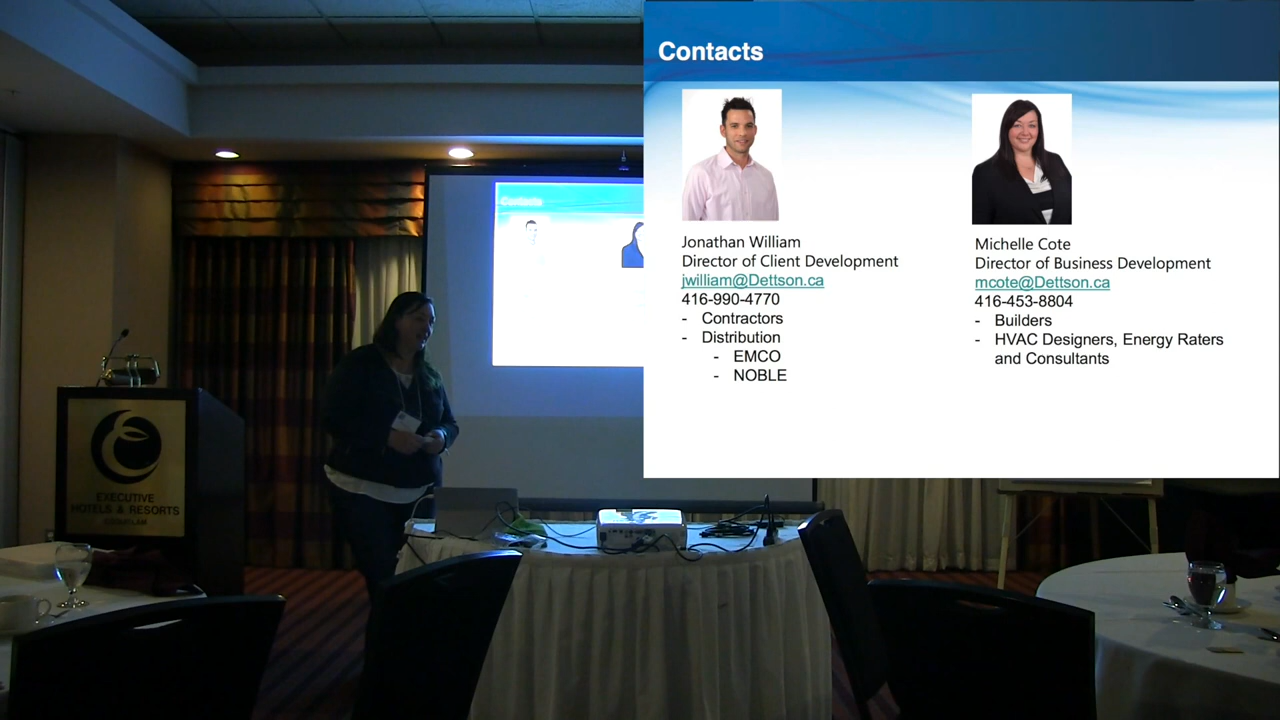 Contacts
Jonathan William
Director of Client Development
jwilliam@Dettson.ca
416-990-4770
- Contractors
- Distribution
- EMCO
- NOBLE
Michelle Cote
Director of Business Development
mcote@Dettson.ca
416-453-8804
- Builders
- HVAC Designers, Energy Raters
and Consultants
Contacts
EXECUTIVE
HOTELS & RESORTS
COQUITLAM